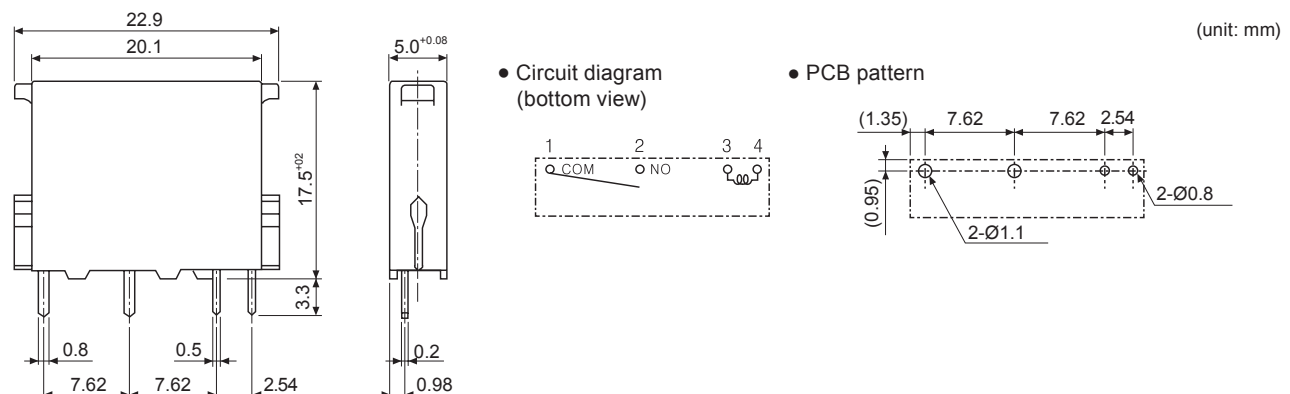 (unit: mm)
22.9
20.1
17.5+02
3.3
0.8
0.5
7.62
7.62
2.54
5.0+0.08
0.2
0.98
● Circuit diagram
(bottom view)
1 2 3 4
COM NO
● PCB pattern
(1.35) 7.62 7.62 2.54
(0.95)
2-Ø0.8
2-Ø1.1